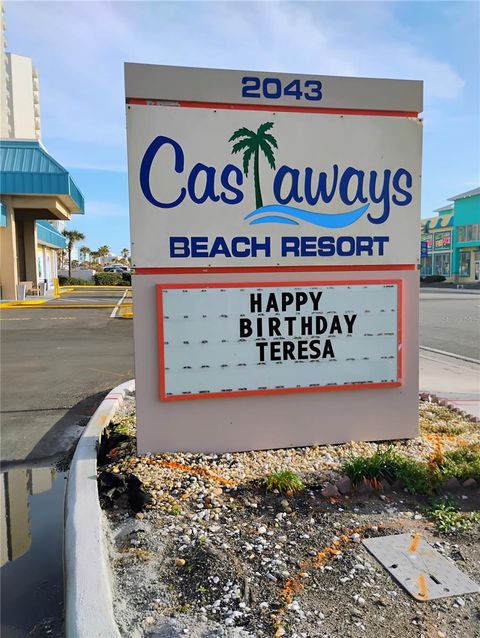 2043
Castaways
BEACH RESORT
HAPPY
BIRTHDAY
TERESA